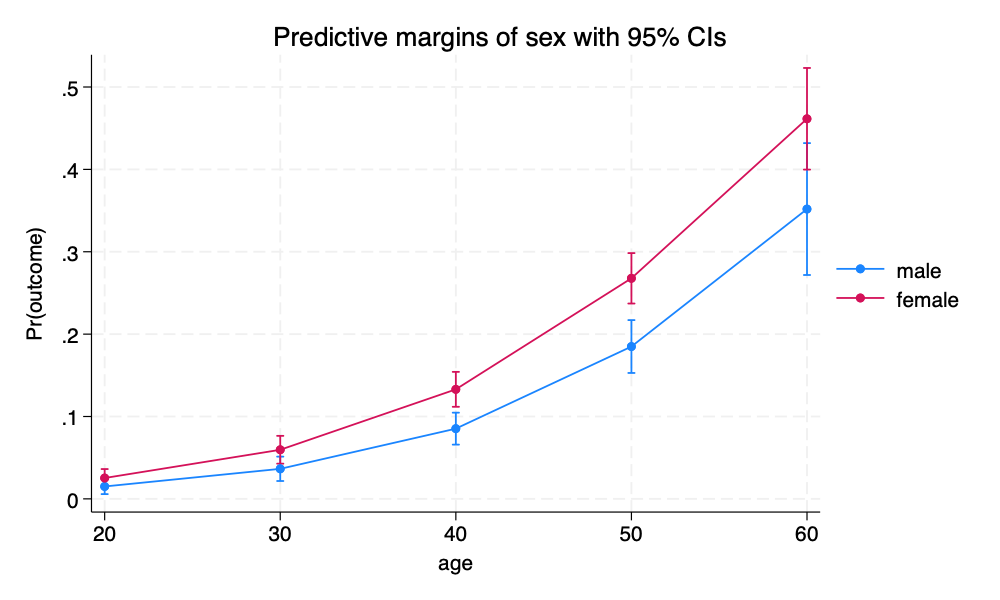 Predictive margins of sex with 95% CIs
.5
.4
.3
.2
.1
0
Pr(outcome)
20 30 40 50 60
age
male
female